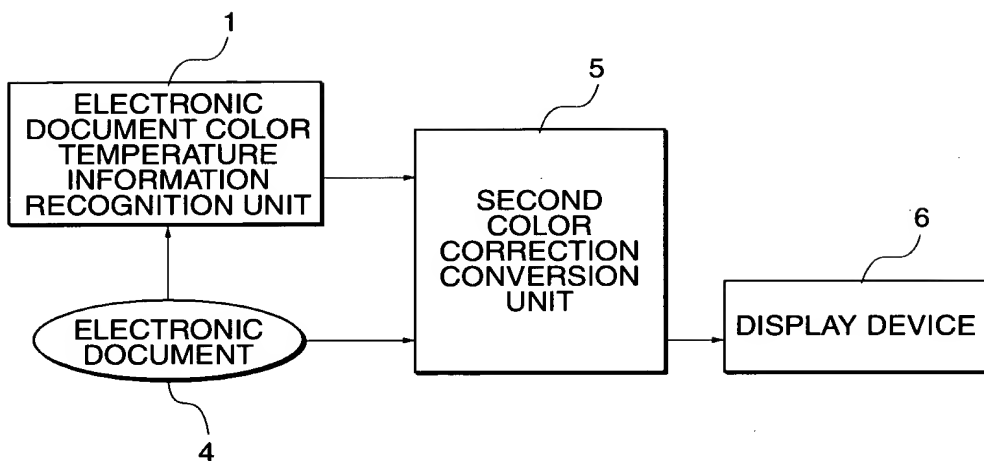 1
ELECTRONIC
DOCUMENT COLOR
TEMPERATURE
INFORMATION
RECOGNITION UNIT
5
SECOND
COLOR
CORRECTION
CONVERSION
UNIT
6
DISPLAY DEVICE
ELECTRONIC
DOCUMENT
4